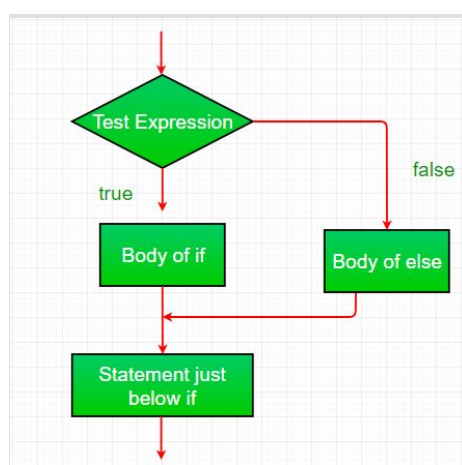 Test Expression
true
false
Body of if
Body of else
Statement just
below if